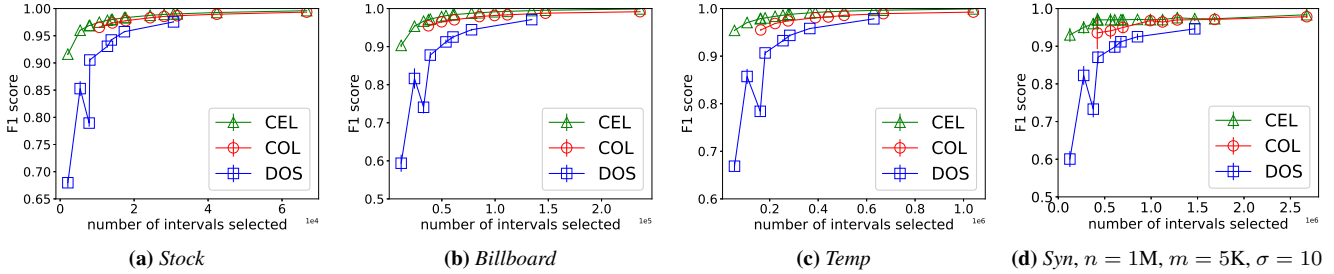 F1 score
1.00
0.95
0.90
0.85
0.80
0.75
0.70
0.65
0
2
4
6
1e4
number of intervals selected
CEL
COL
DOS
(a) Stock
F1 score
1.0
0.9
0.8
0.7
0.6
0.5
0.5
1.0
1.5
2.0
1e5
number of intervals selected
CEL
COL
DOS
(b) Billboard
F1 score
1.0
0.9
0.8
0.7
0.6
0.2
0.4
0.6
0.8
1.0
1e6
number of intervals selected
CEL
COL
DOS
(c) Temp
F1 score
1.0
0.9
0.8
0.7
0.6
0.5
0.0
0.5
1.0
1.5
2.0
2.5
1e6
number of intervals selected
CEL
COL
DOS
(d) Syn, n = 1M, m = 5K, σ = 10